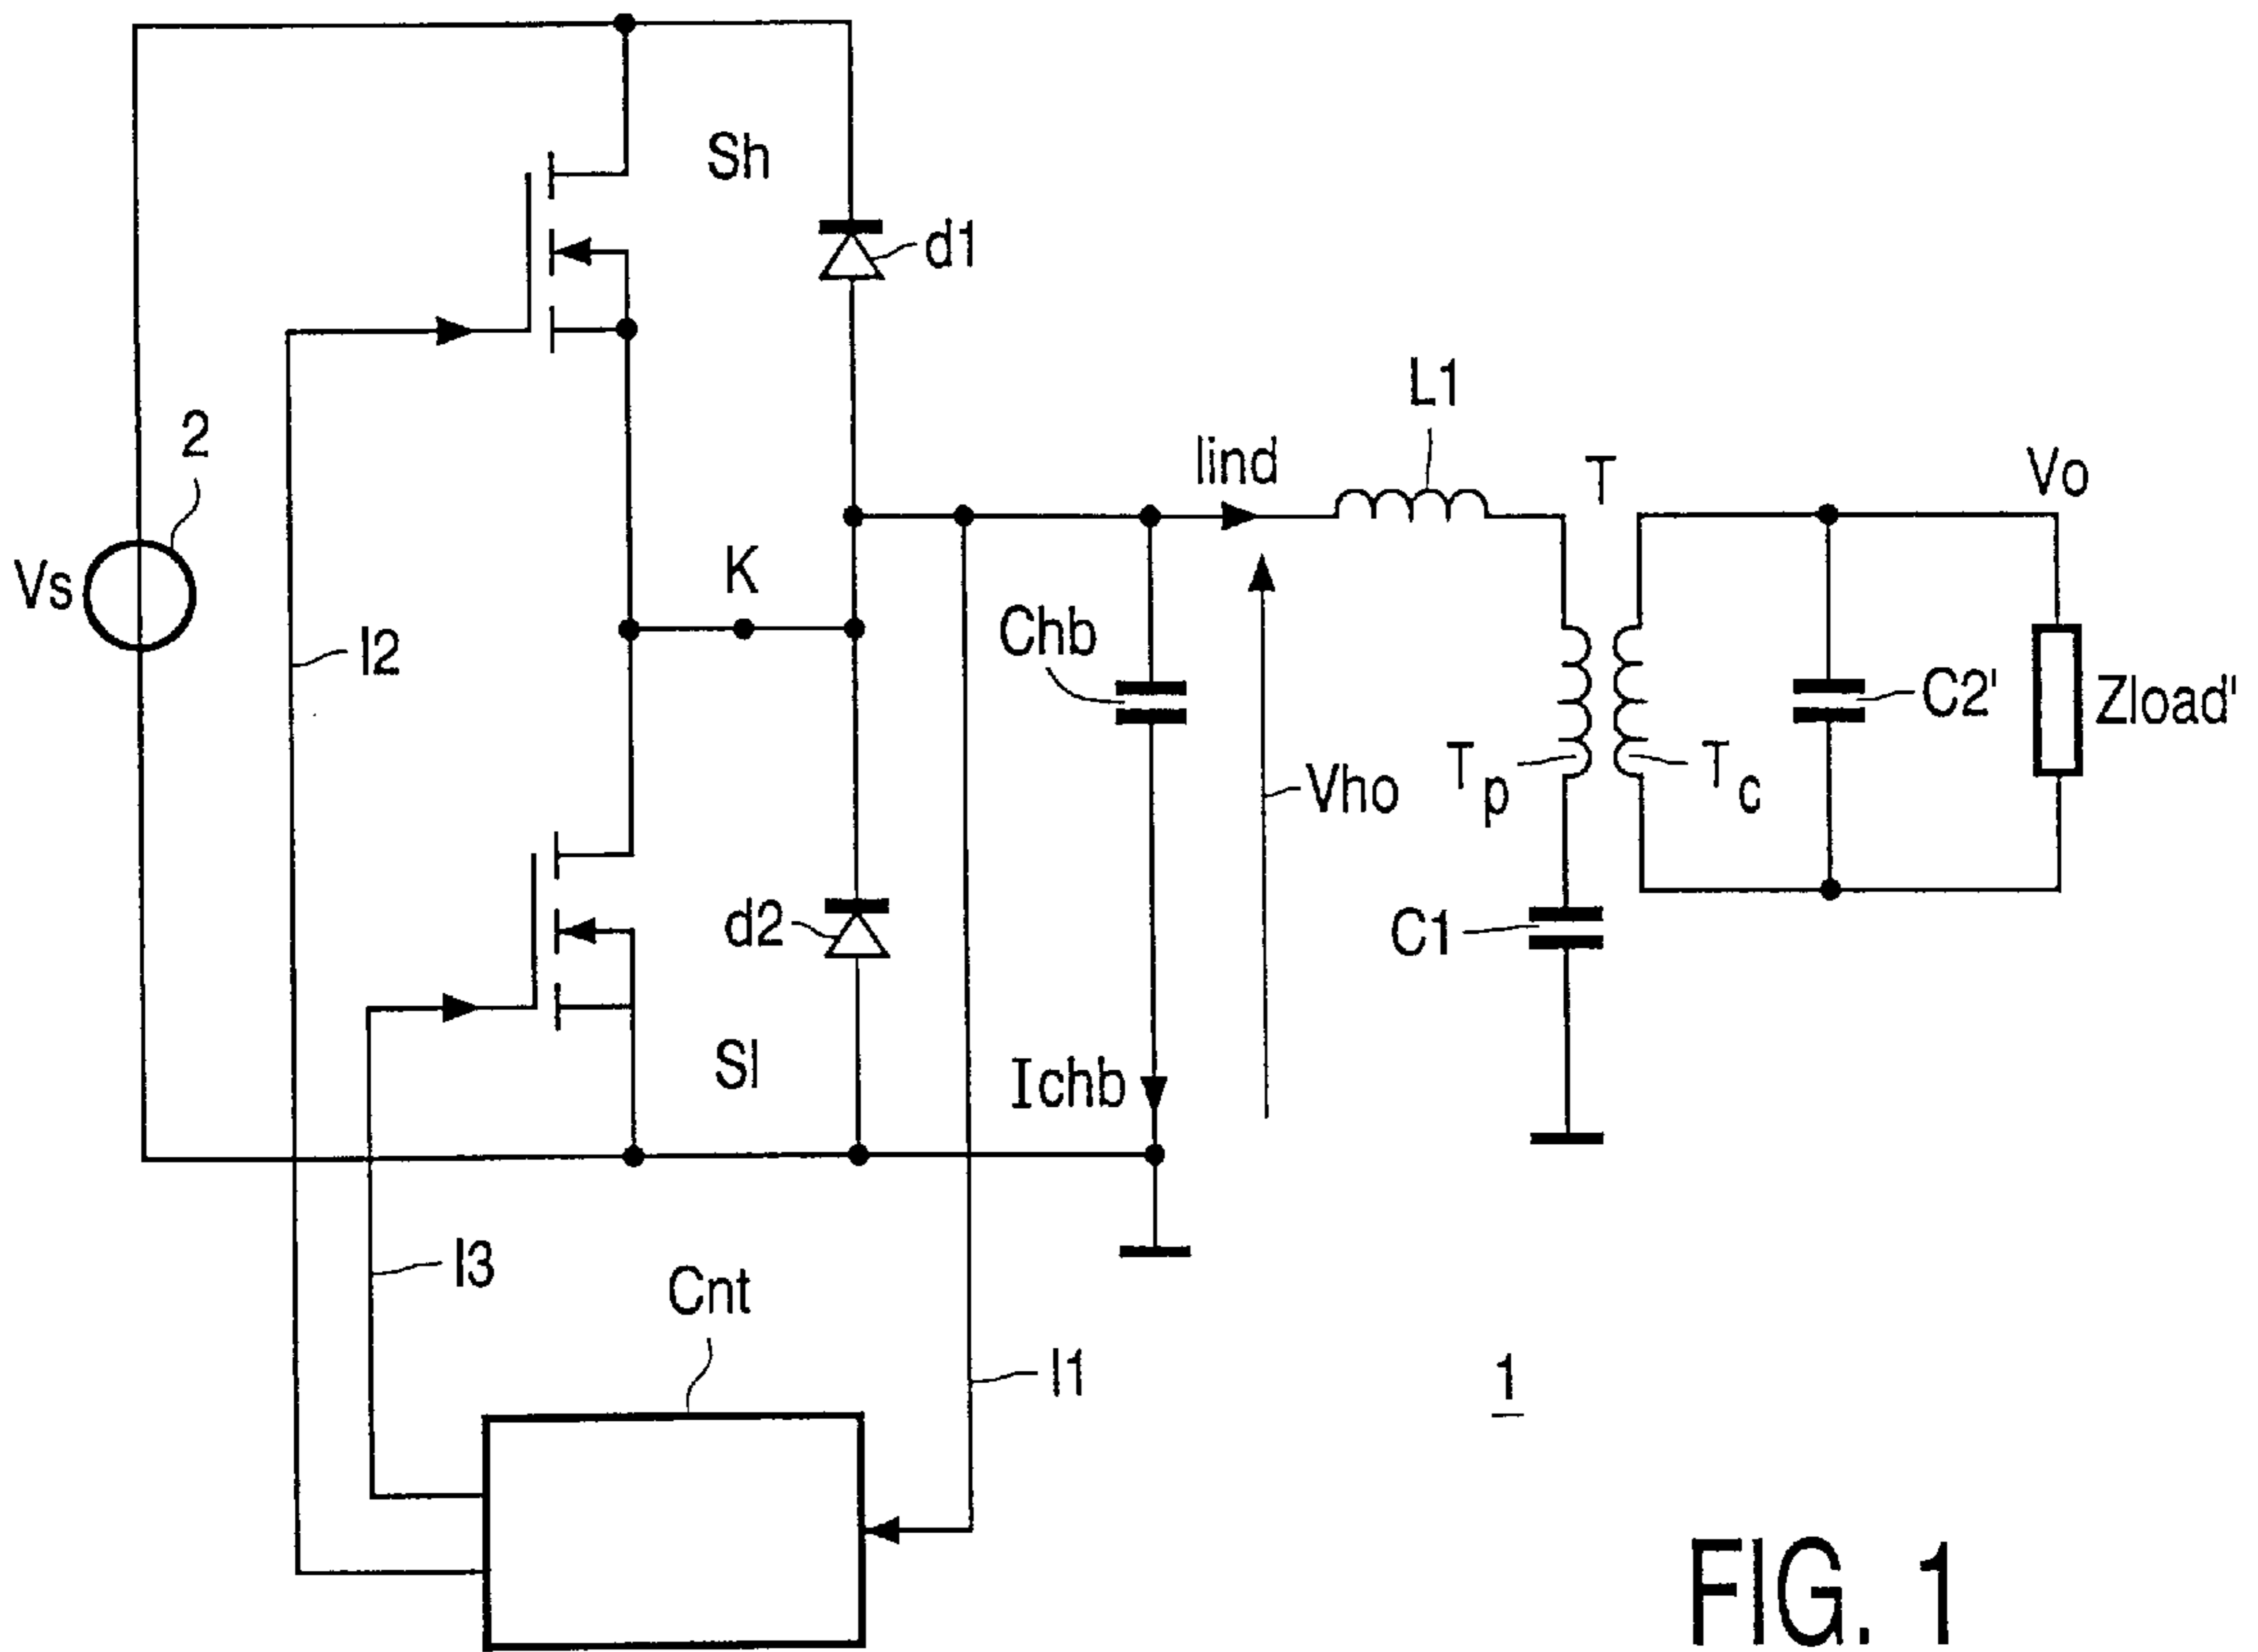 Sh
d1
L1
2
Iind
T
Vo
Vs
K
Chb
I2
C2'
Zload'
Tp
Tc
Vho
d2
C1
Sl
Ichb
I3
Cnt
I1
1
FIG. 1